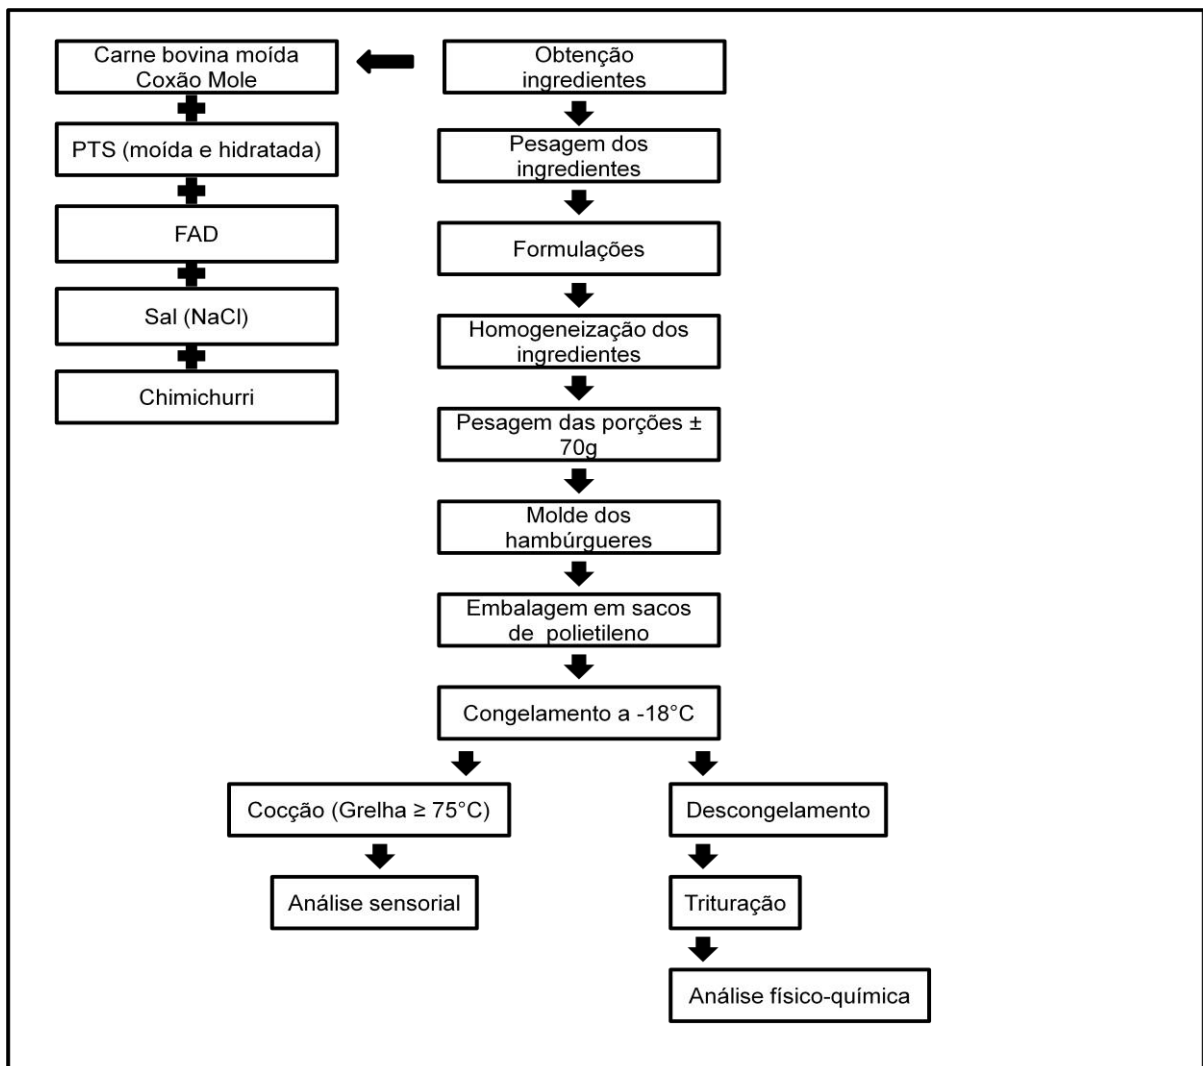 Carne bovina moída
Coxão Mole
PTS (moída e hidratada)
FAD
Sal (NaCl)
Chimichurri
Obtenção
ingredientes
Pesagem dos
ingredientes
Formulações
Homogeneização dos
ingredientes
Pesagem das porções ±
70g
Molde dos
hambúrgueres
Embalagem em sacos
de polietileno
Congelamento a -18°C
Cocção (Grelha ≥ 75°C)
Análise sensorial
Descongelamento
Trituração
Análise físico-química